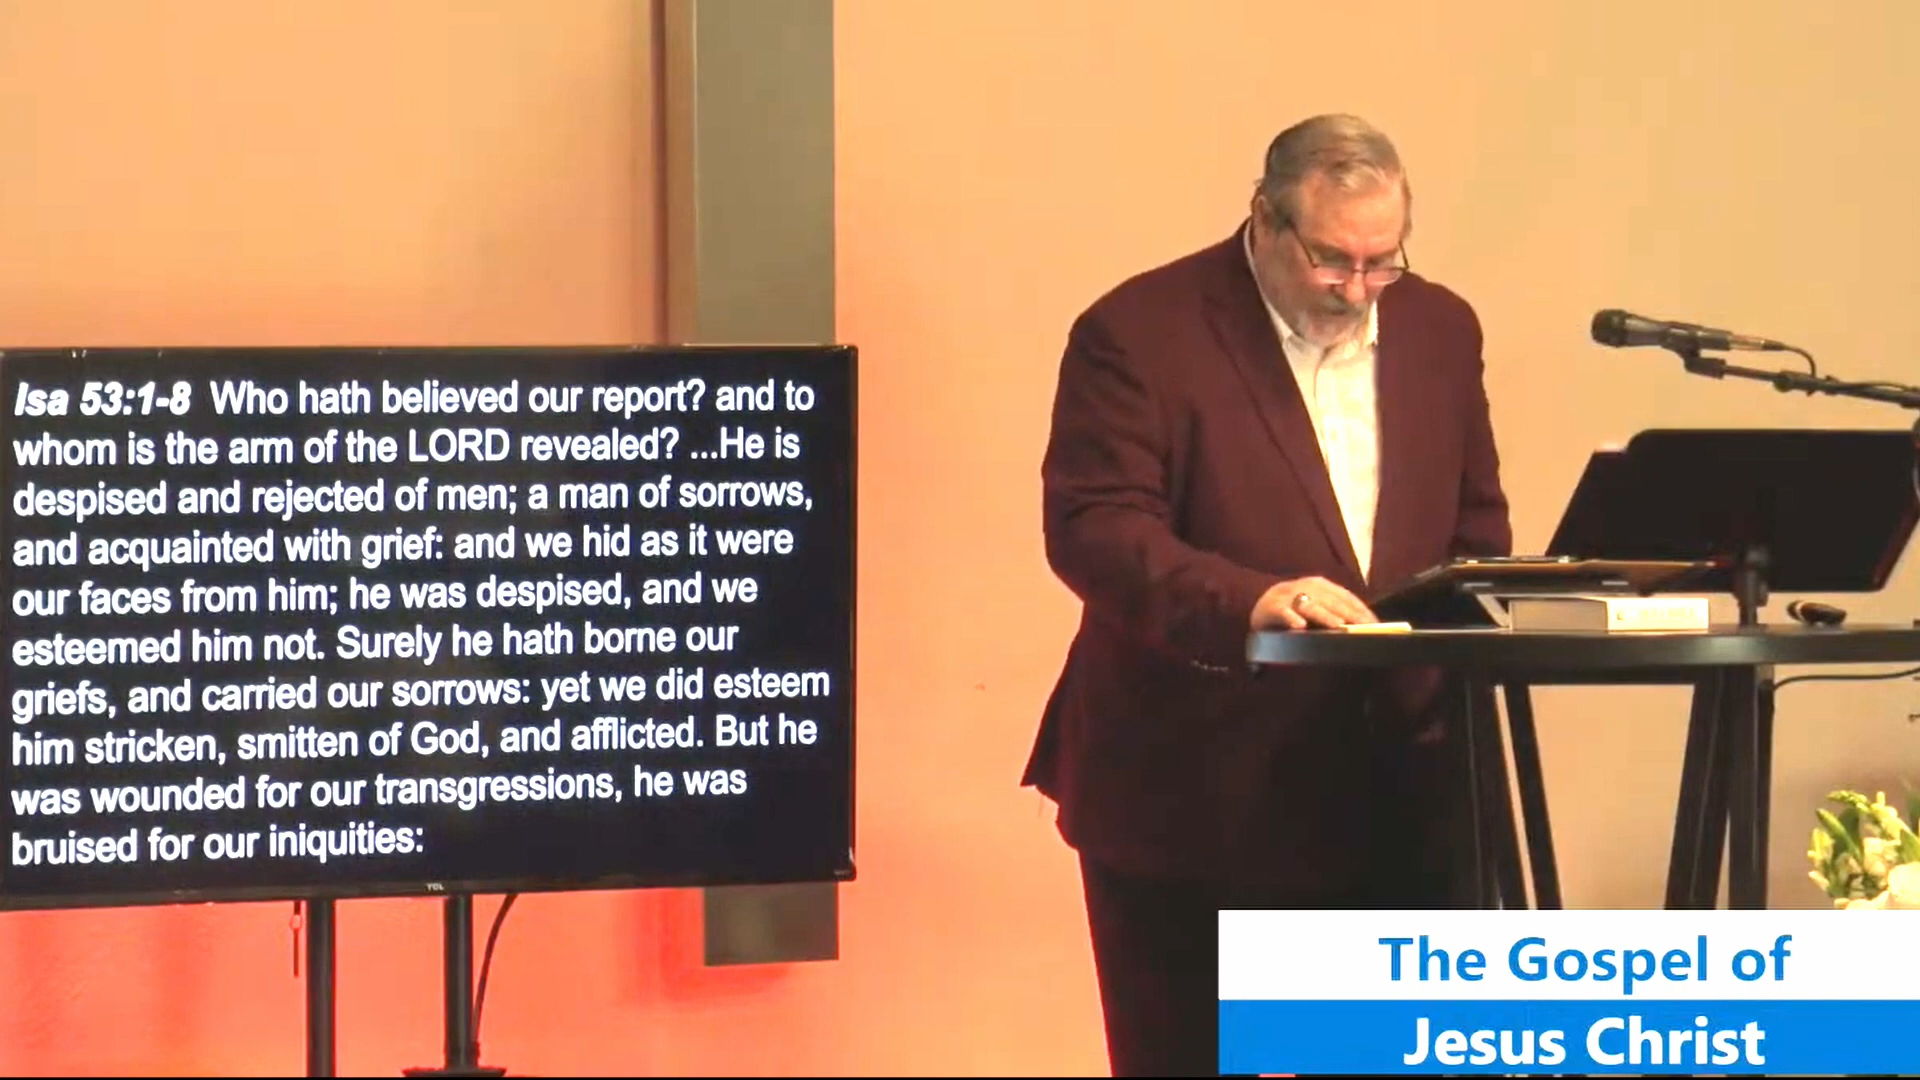 Isa 53:1-8 Who hath believed our report? and to
whom is the arm of the LORD revealed? ...He is
despised and rejected of men; a man of sorrows,
and acquainted with grief: and we hid as it were
our faces from him; he was despised, and we
esteemed him not. Surely he hath borne our
griefs, and carried our sorrows: yet we did esteem
him stricken, smitten of God, and afflicted. But he
was wounded for our transgressions, he was
bruised for our iniquities:
TCL
The Gospel of
Jesus Christ